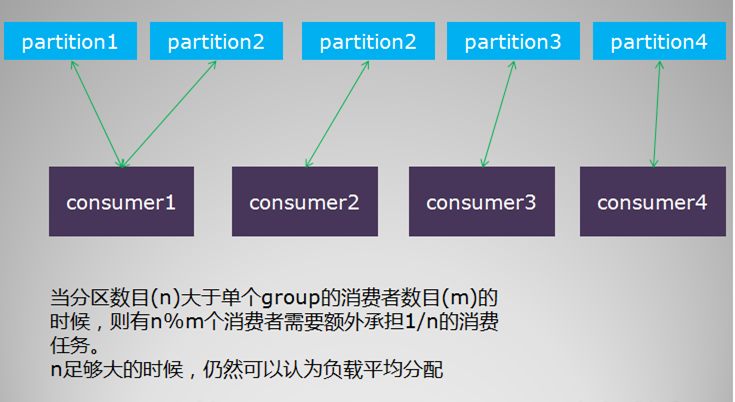 partition1 partition2 partition2 partition3 partition4
consumer1 consumer2 consumer3 consumer4
当分区数目(n)大于单个group的消费者数目(m)的
时候，则有n%m个消费者需要额外承担1/n的消费
任务。
n足够大的时候，仍然可以认为负载平均分配